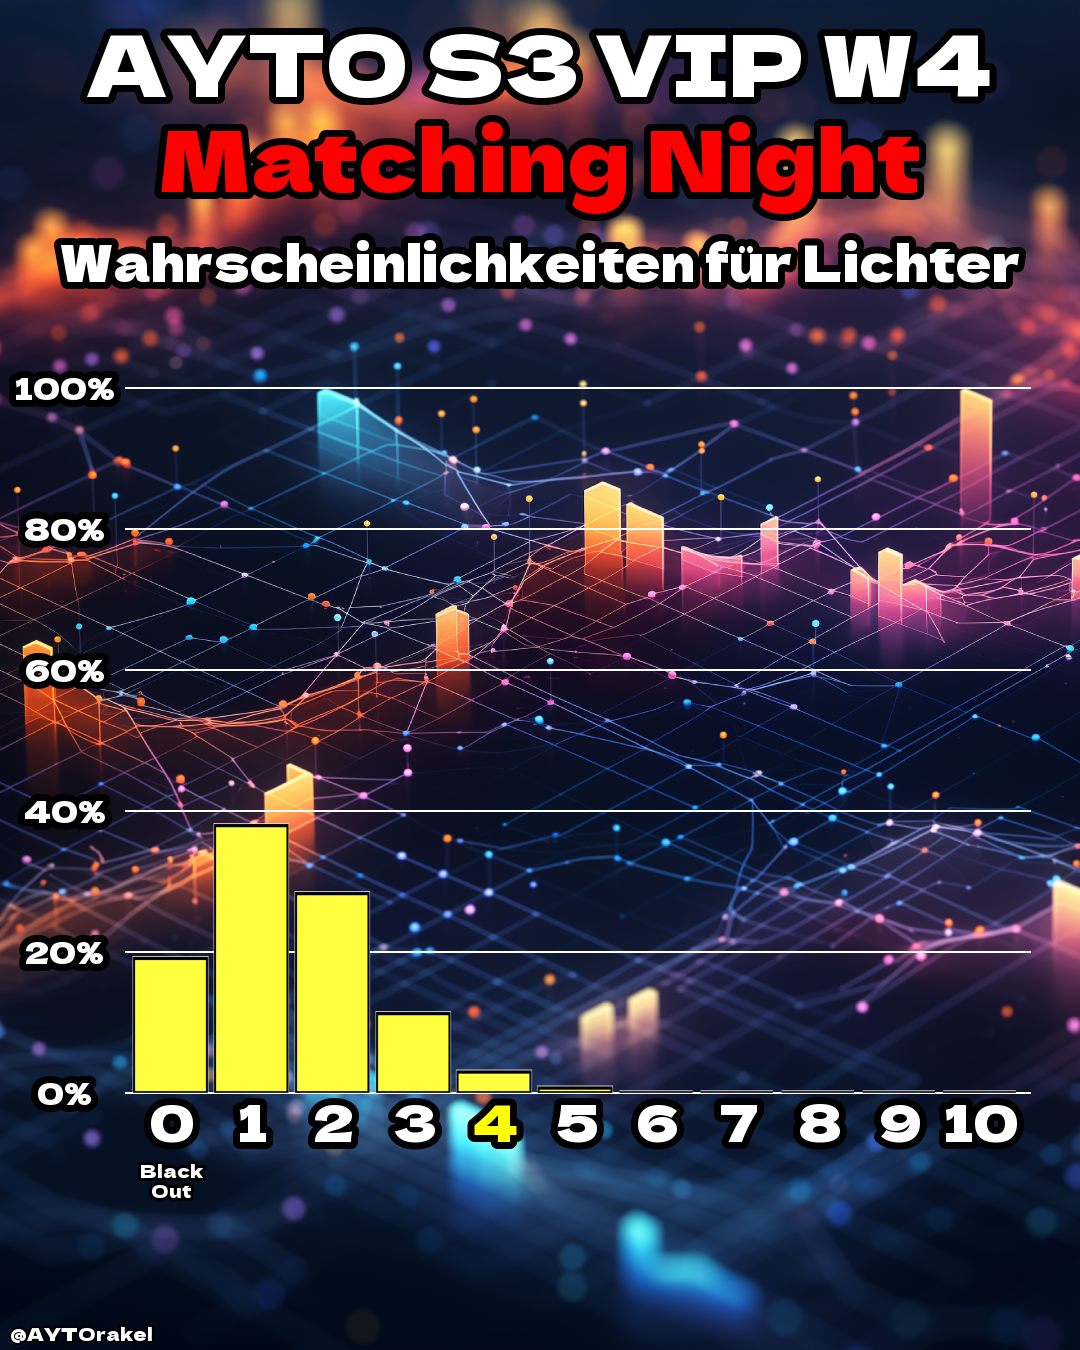 AYTO S3 VIP W4
Matching Night
Wahrscheinlichkeiten für Lichter
100%
80%
60%
40%
20%
0%
0 1 2 3 4 5 6 7 8 9 10
Black
Out
@AYTOrakel